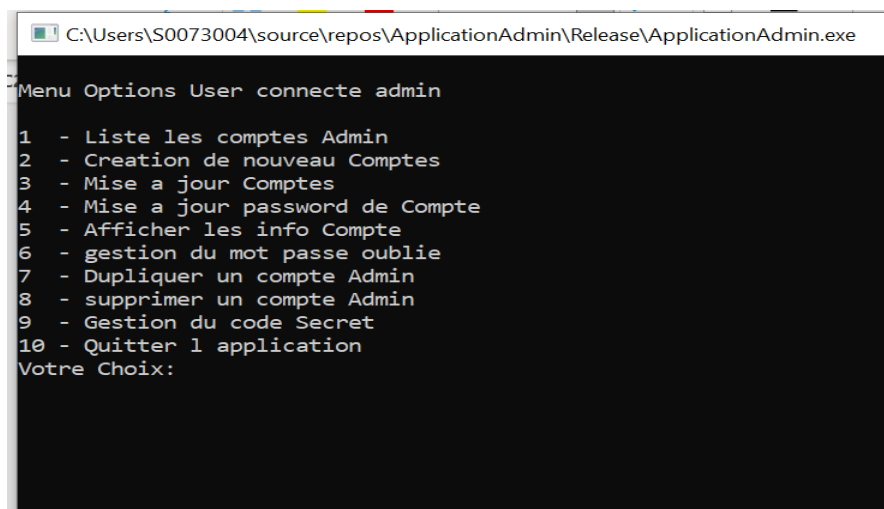 C:\Users\S0073004\source\repos\ApplicationAdmin\Release\ApplicationAdmin.exe
Menu Options User connecte admin
1  - Liste les comptes Admin
2  - Creation de nouveau Comptes
3  - Mise a jour Comptes
4  - Mise a jour password de Compte
5  - Afficher les info Compte
6  - gestion du mot passe oublie
7  - Dupliquer un compte Admin
8  - supprimer un compte Admin
9  - Gestion du code Secret
10 - Quitter l application
Votre Choix: